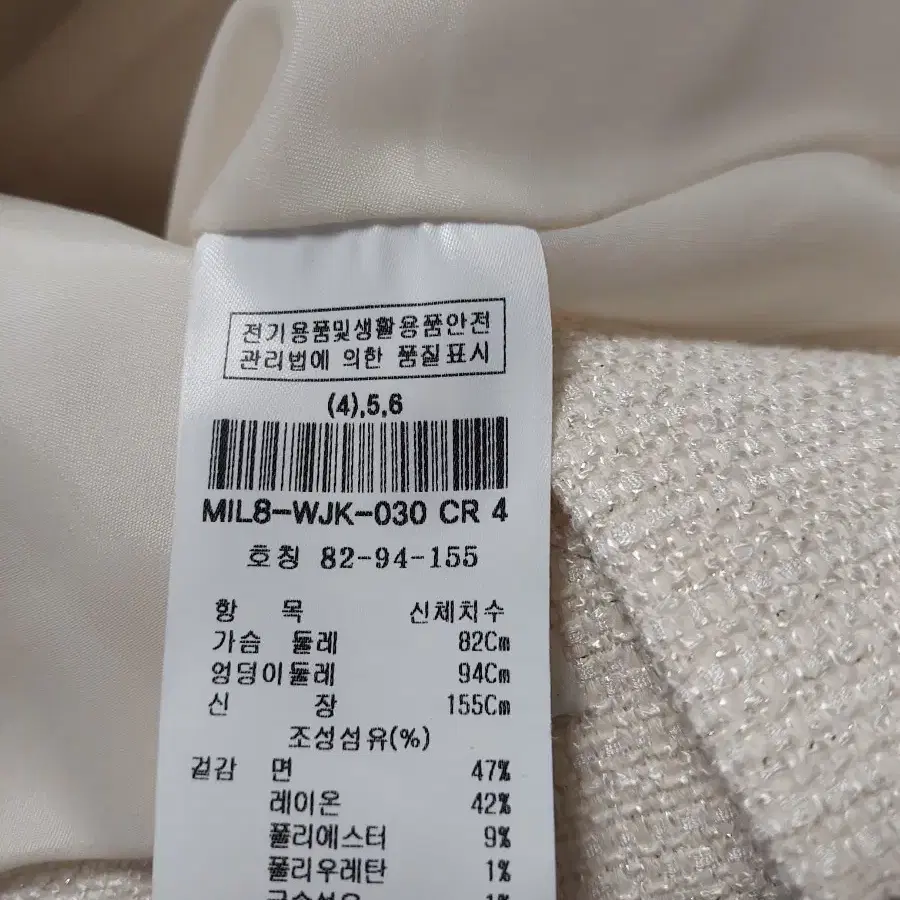 전기용품및생활용품안전
관리법에 의한 품질표시
(4),5,6
MIL8-WJK-030 CR 4
호칭 82-94-155
항 목 신체치수
가슴 둘레 82Cm
엉덩이둘레 94Cm
신 장 155Cm
조성섬유(%)
겉감 면 47%
레이온 42%
폴리에스터 9%
폴리우레탄 1%